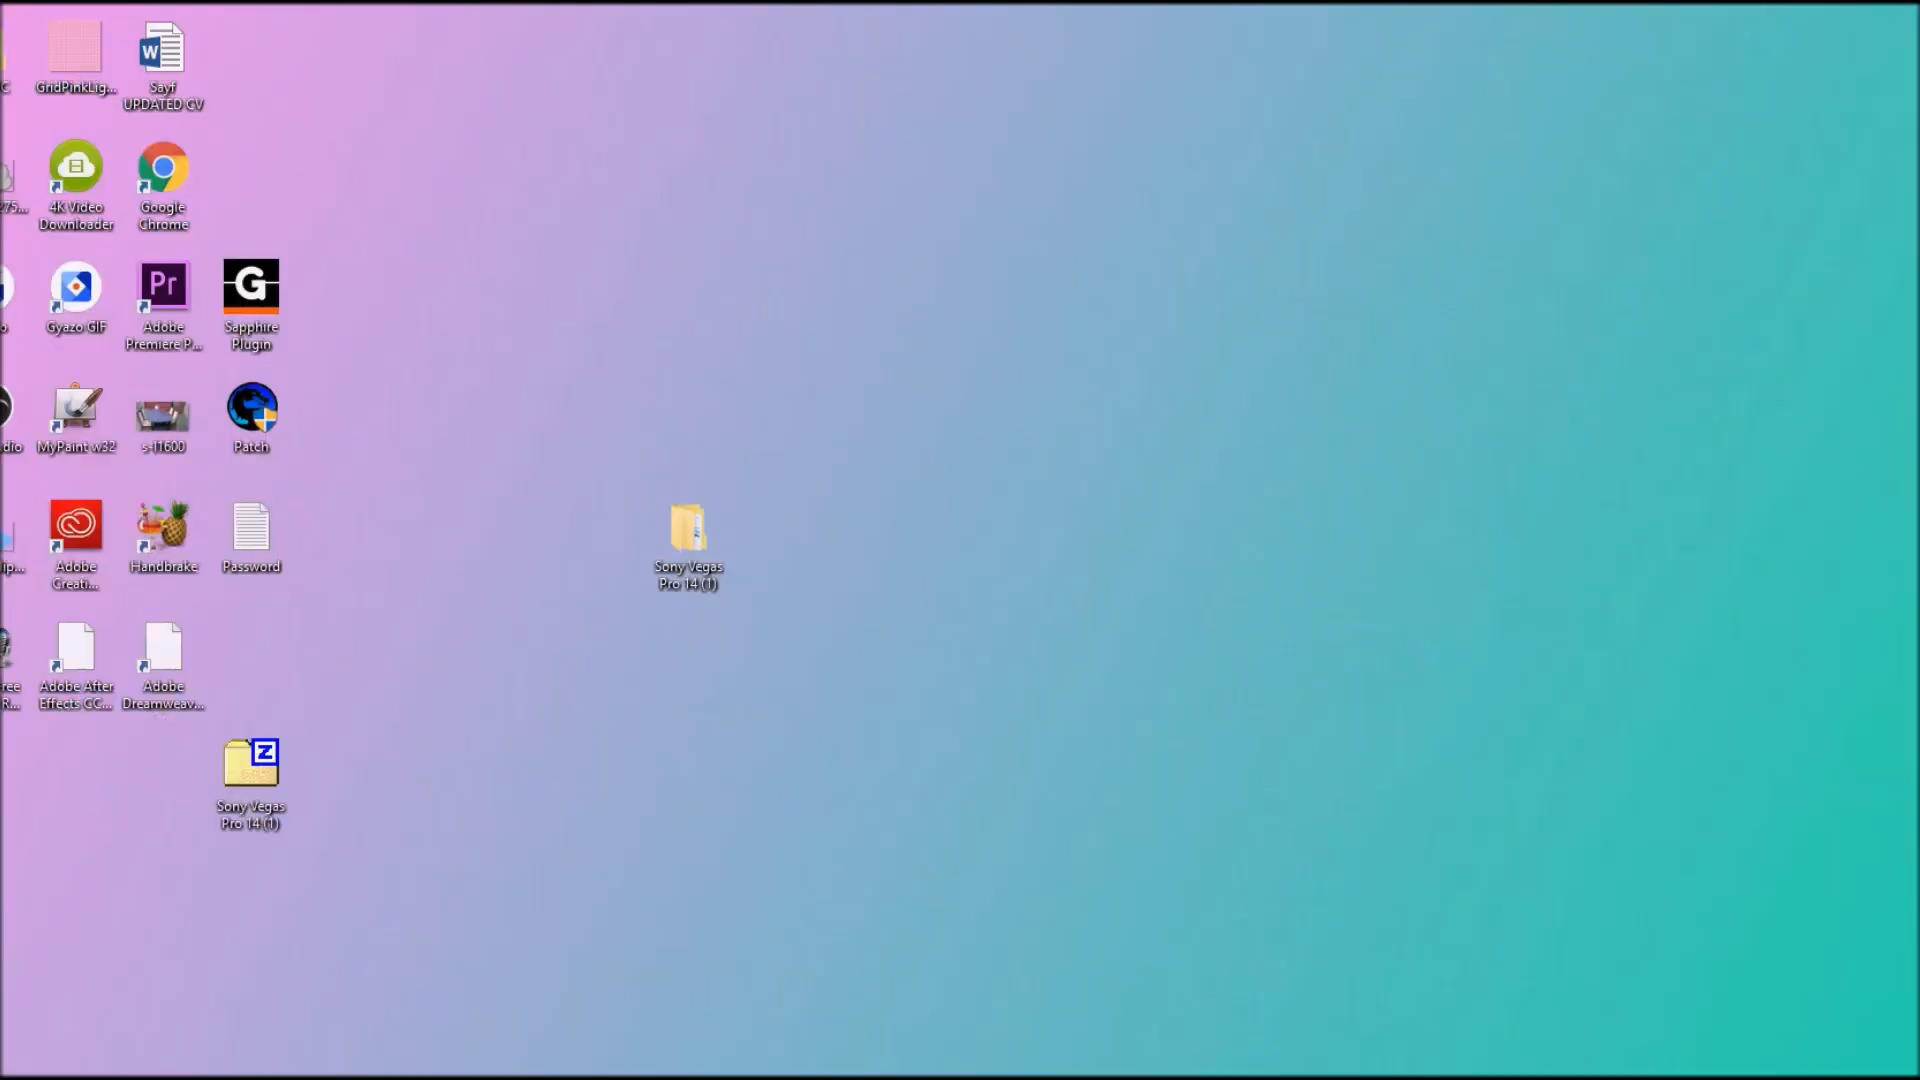 GridPinkLig...
Sayf
UPDATED CV
W
4K Video
Downloader
Google
Chrome
Gyazo GIF
Pr
Adobe
Premiere P...
G
Sapphire
Plugin
MyPaint w32
s-l1600
Patch
Adobe
Creati...
Handbrake
Password
Sony Vegas
Pro 14 (1)
Adobe After
Effects CC...
Adobe
Dreamweav...
Z
Sony Vegas
Pro 14 (1)